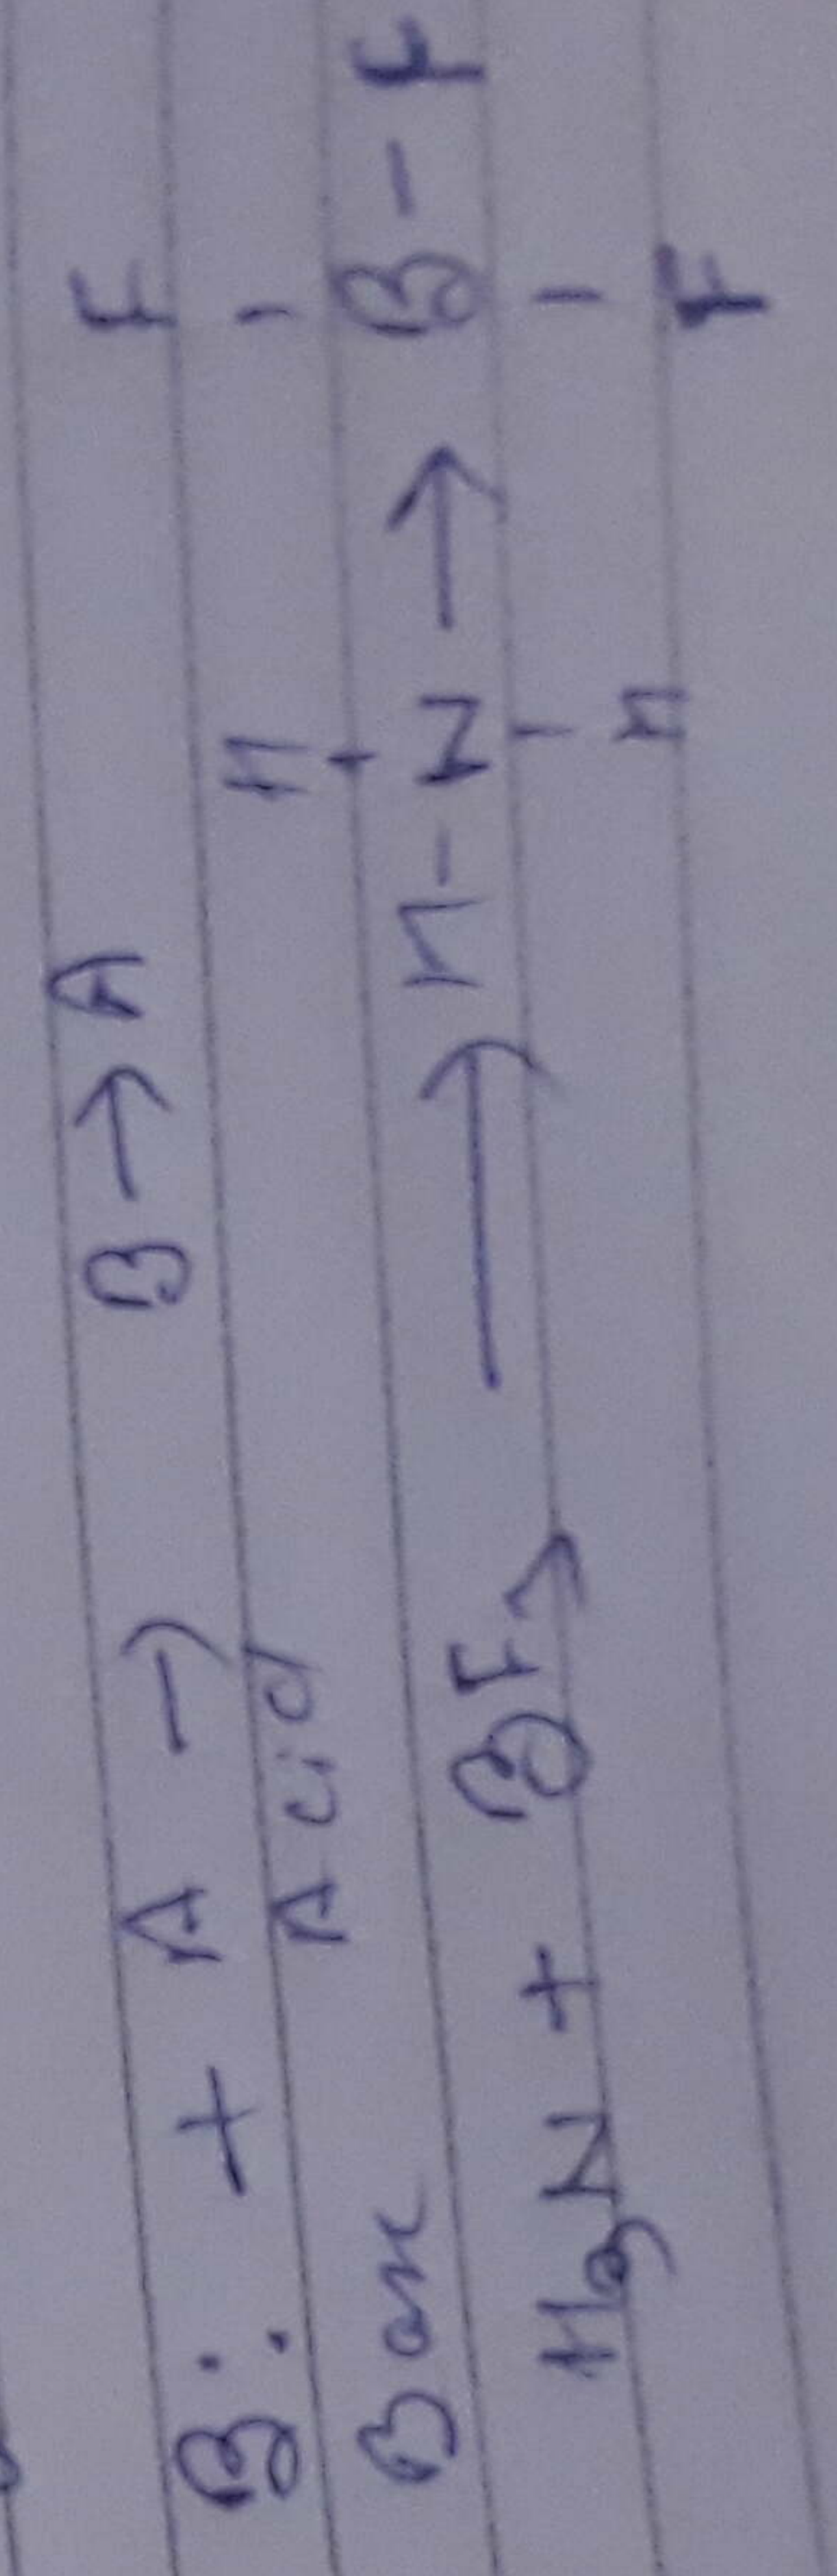 B: + A → B → A
Base Acid
F
H - B - F
H₃N + BF₃ → H - N → B - F
H F